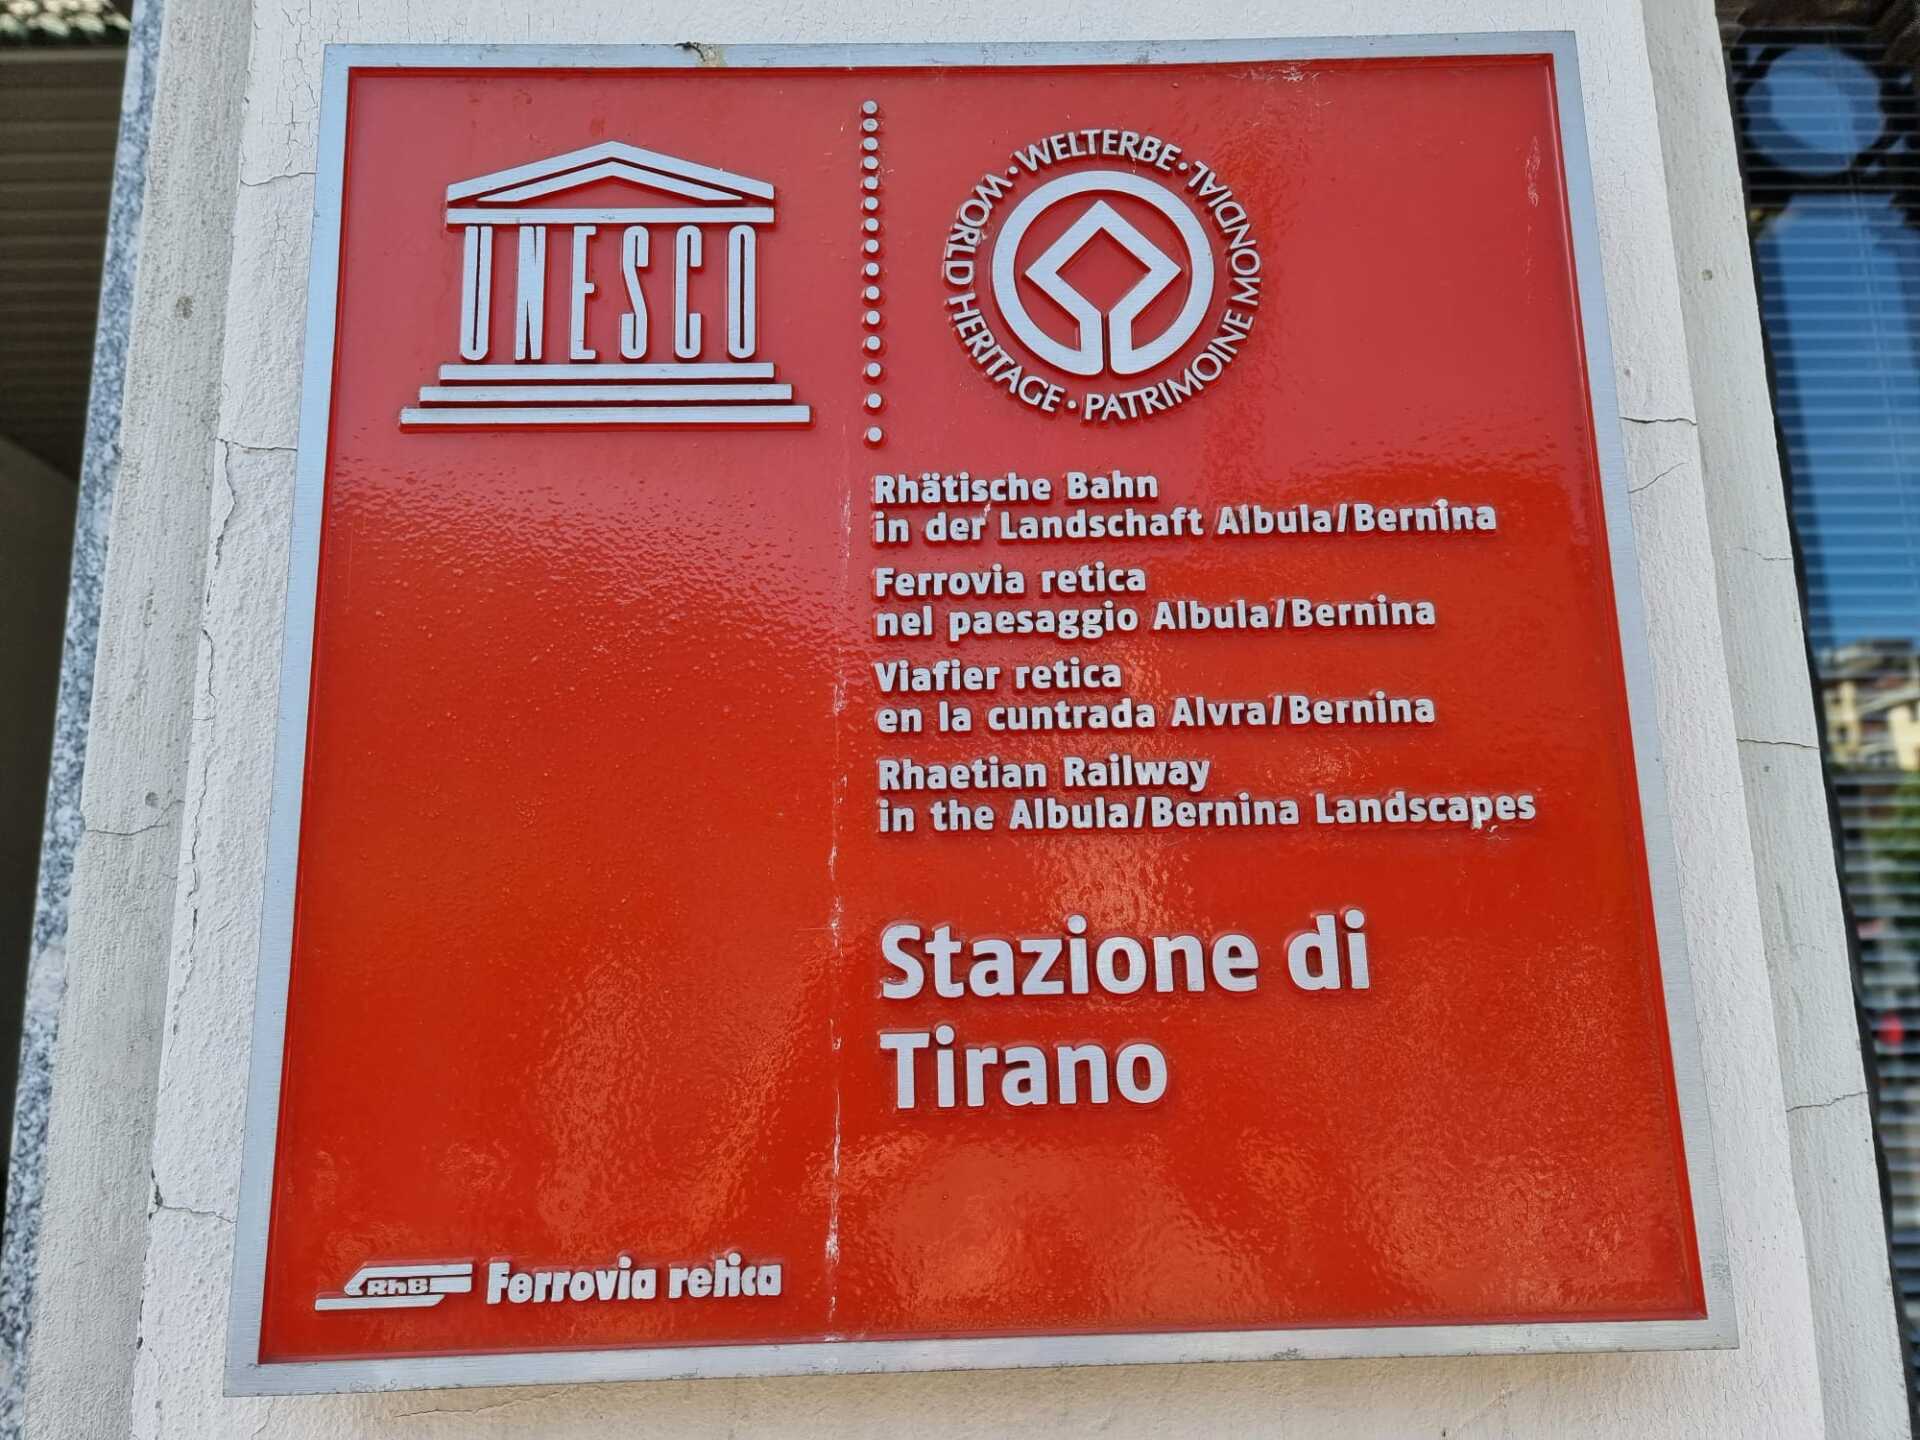 UNESCO
WORLD HERITAGE · WELTERBE · PATRIMOINE MONDIAL ·
Rhätische Bahn
in der Landschaft Albula/Bernina
Ferrovia retica
nel paesaggio Albula/Bernina
Viafier retica
en la cuntrada Alvra/Bernina
Rhaetian Railway
in the Albula/Bernina Landscapes
Stazione di
Tirano
RhB Ferrovia retica